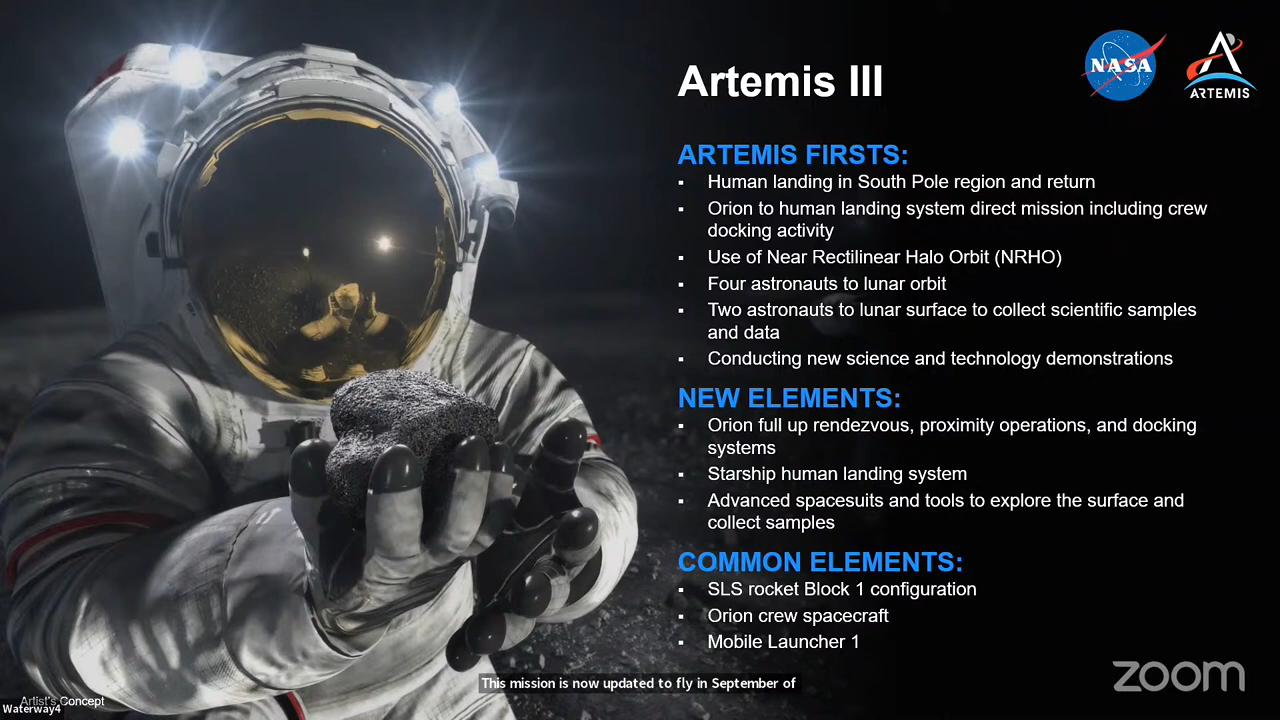 NASA
ARTEMIS
Artemis III
ARTEMIS FIRSTS:
▪ Human landing in South Pole region and return
▪ Orion to human landing system direct mission including crew
docking activity
▪ Use of Near Rectilinear Halo Orbit (NRHO)
▪ Four astronauts to lunar orbit
▪ Two astronauts to lunar surface to collect scientific samples
and data
▪ Conducting new science and technology demonstrations
NEW ELEMENTS:
▪ Orion full up rendezvous, proximity operations, and docking
systems
▪ Starship human landing system
▪ Advanced spacesuits and tools to explore the surface and
collect samples
COMMON ELEMENTS:
▪ SLS rocket Block 1 configuration
▪ Orion crew spacecraft
▪ Mobile Launcher 1
This mission is now updated to fly in September of
zoom
Artist's Concept
Waterway4